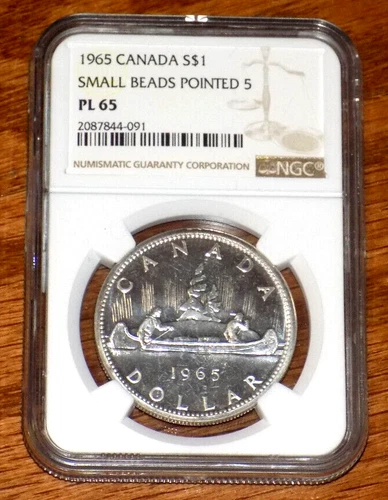 1965 CANADA S$1
SMALL BEADS POINTED 5
PL 65
2087844-091
NUMISMATIC GUARANTY CORPORATION
NGC®
CANADA
1965
DOLLAR